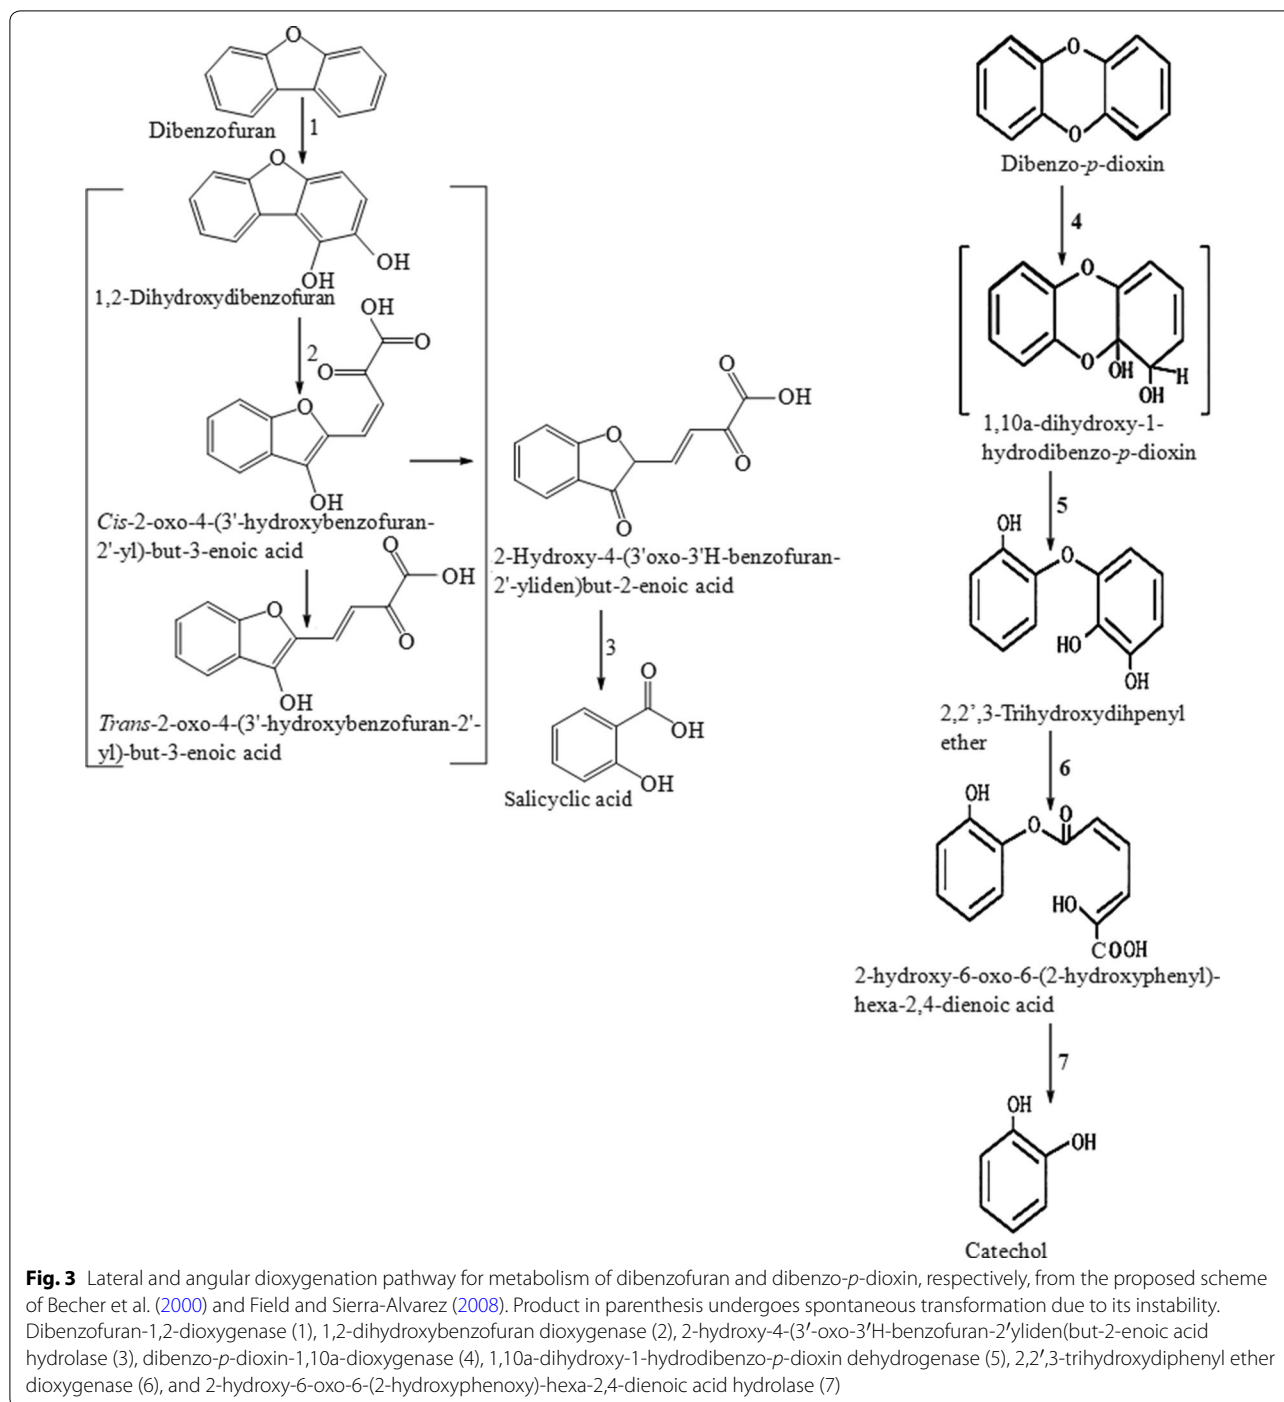 O
Dibenzofuran
1
O
OH
OH
1,2-Dihydroxydibenzofuran
2
OH
O
O
O
OH
Cis-2-oxo-4-(3'-hydroxybenzofuran-
2'-yl)-but-3-enoic acid
O
OH
O
O
OH
Trans-2-oxo-4-(3'-hydroxybenzofuran-2'-
yl)-but-3-enoic acid
O
OH
O
O
O
2-Hydroxy-4-(3'oxo-3'H-benzofuran-
2'-yliden)but-2-enoic acid
3
O
OH
OH
Salicyclic acid
O
O
Dibenzo-p-dioxin
4
O
O
OH
H
OH
1,10a-dihydroxy-1-
hydrodibenzo-p-dioxin
5
OH
O
HO
OH
2,2’,3-Trihydroxydihpenyl
ether
6
OH
O
O
HO
COOH
2-hydroxy-6-oxo-6-(2-hydroxyphenyl)-
hexa-2,4-dienoic acid
7
OH
OH
Catechol
Fig. 3 Lateral and angular dioxygenation pathway for metabolism of dibenzofuran and dibenzo-p-dioxin, respectively, from the proposed scheme
of Becher et al. (2000) and Field and Sierra-Alvarez (2008). Product in parenthesis undergoes spontaneous transformation due to its instability.
Dibenzofuran-1,2-dioxygenase (1), 1,2-dihydroxybenzofuran dioxygenase (2), 2-hydroxy-4-(3′-oxo-3′H-benzofuran-2′yliden(but-2-enoic acid
hydrolase (3), dibenzo-p-dioxin-1,10a-dioxygenase (4), 1,10a-dihydroxy-1-hydrodibenzo-p-dioxin dehydrogenase (5), 2,2′,3-trihydroxydiphenyl ether
dioxygenase (6), and 2-hydroxy-6-oxo-6-(2-hydroxyphenoxy)-hexa-2,4-dienoic acid hydrolase (7)